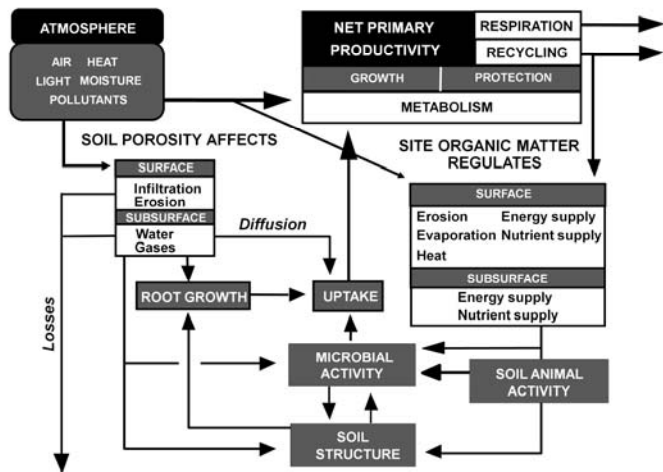 ATMOSPHERE
AIR HEAT
LIGHT MOISTURE
POLLUTANTS
NET PRIMARY
PRODUCTIVITY
RESPIRATION
RECYCLING
GROWTH
PROTECTION
METABOLISM
SOIL POROSITY AFFECTS
SURFACE
Infiltration
Erosion
SUBSURFACE
Water
Gases
SITE ORGANIC MATTER
REGULATES
SURFACE
Erosion Energy supply
Evaporation Nutrient supply
Heat
SUBSURFACE
Energy supply
Nutrient supply
Diffusion
ROOT GROWTH
UPTAKE
Losses
MICROBIAL
ACTIVITY
SOIL ANIMAL
ACTIVITY
SOIL
STRUCTURE